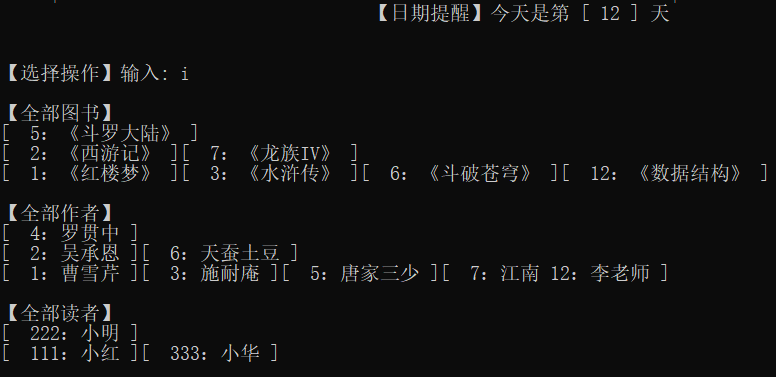 【日期提醒】今天是第 [ 12 ] 天
【选择操作】输入: i
【全部图书】
[  5: 《斗罗大陆》 ]
[  2: 《西游记》 ][  7: 《龙族IV》 ]
[  1: 《红楼梦》 ][  3: 《水浒传》 ][  6: 《斗破苍穹》 ][  12: 《数据结构》 ]
【全部作者】
[  4: 罗贯中 ]
[  2: 吴承恩 ][  6: 天蚕土豆 ]
[  1: 曹雪芹 ][  3: 施耐庵 ][  5: 唐家三少 ][  7: 江南 12: 李老师 ]
【全部读者】
[  222: 小明 ]
[  111: 小红 ][  333: 小华 ]